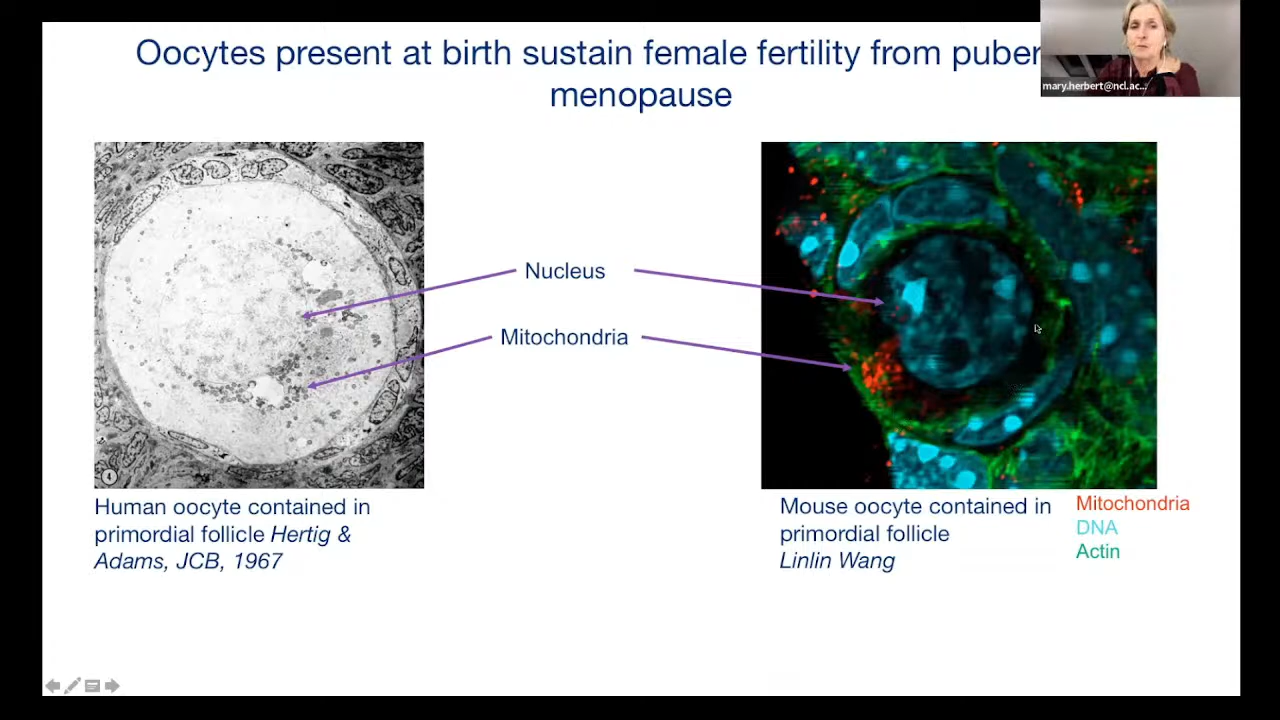 Oocytes present at birth sustain female fertility from puber
menopause
mary.herbert@ncl.ac...
Nucleus
Mitochondria
4
Human oocyte contained in
primordial follicle Hertig &
Adams, JCB, 1967
Mouse oocyte contained in
primordial follicle
Linlin Wang
Mitochondria
DNA
Actin